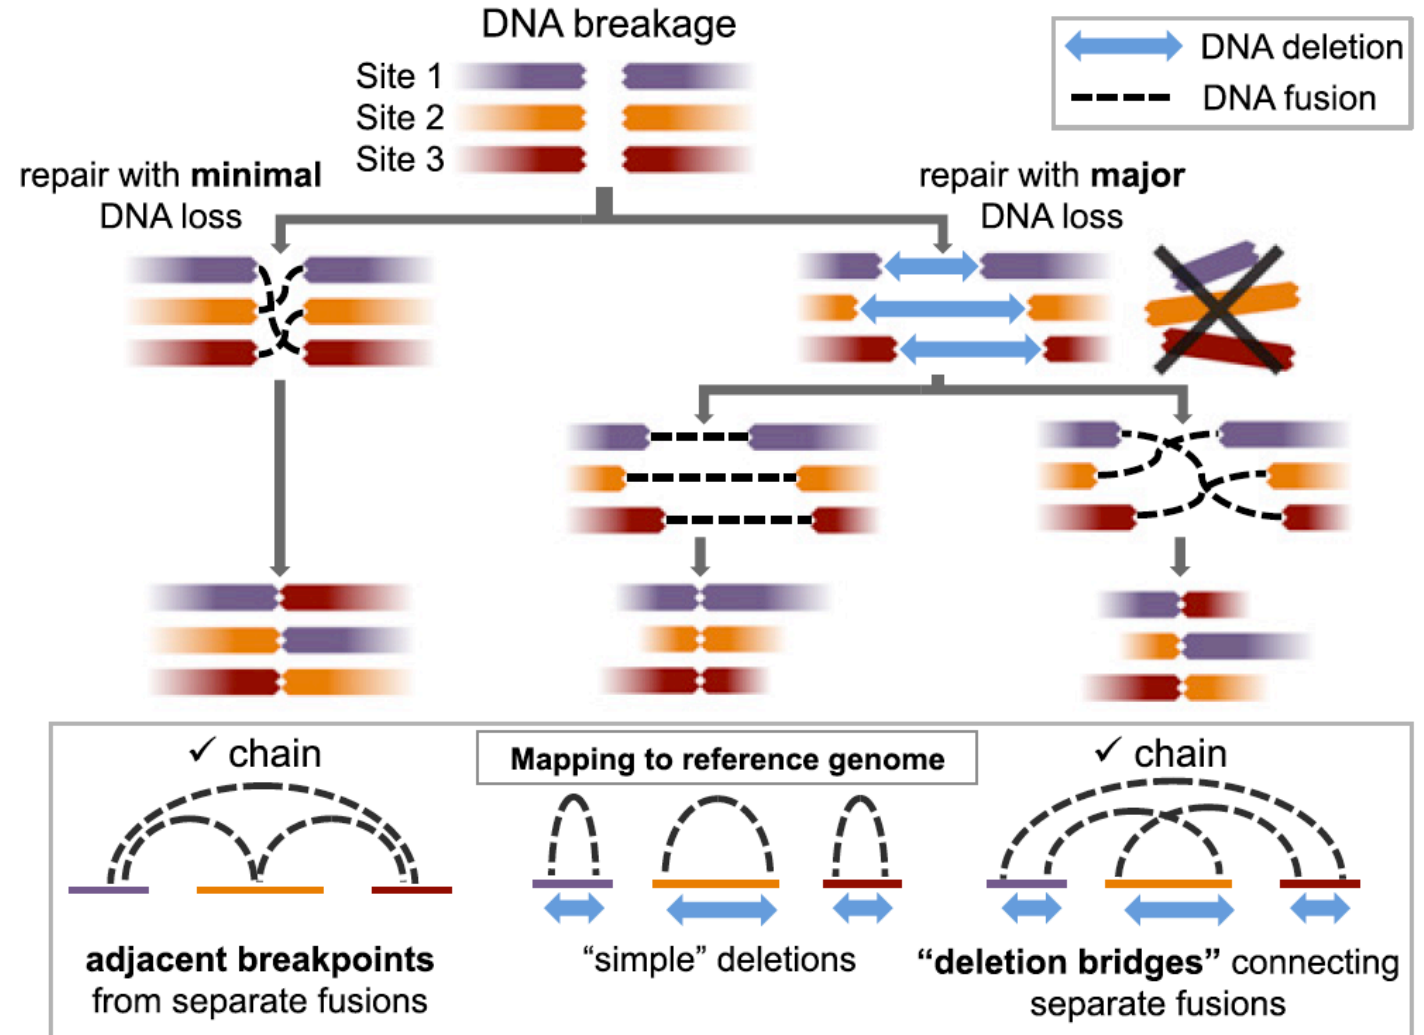 DNA breakage
DNA deletion
DNA fusion
Site 1
Site 2
Site 3
repair with minimal
DNA loss
repair with major
DNA loss
✓ chain
Mapping to reference genome
✓ chain
adjacent breakpoints
from separate fusions
“simple” deletions
“deletion bridges” connecting
separate fusions